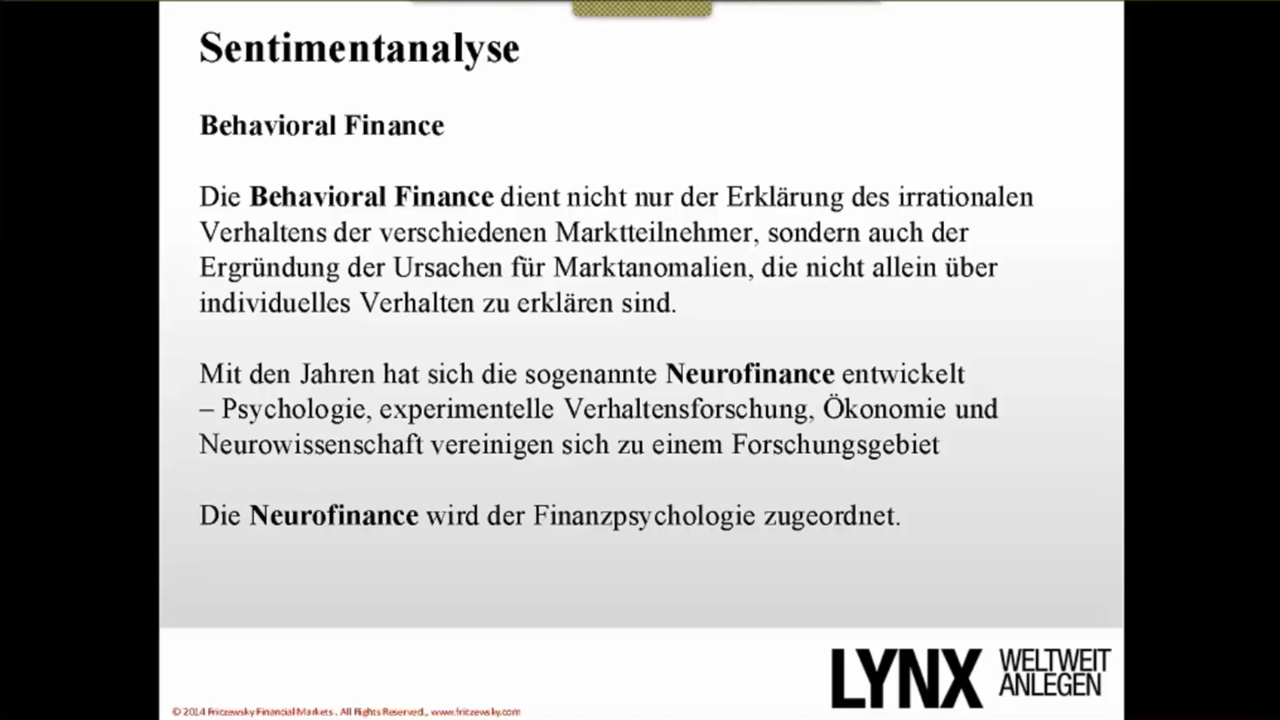 Sentimentanalyse
Behavioral Finance
Die Behavioral Finance dient nicht nur der Erklärung des irrationalen
Verhaltens der verschiedenen Marktteilnehmer, sondern auch der
Ergründung der Ursachen für Marktanomalien, die nicht allein über
individuelles Verhalten zu erklären sind.
Mit den Jahren hat sich die sogenannte Neurofinance entwickelt
– Psychologie, experimentelle Verhaltensforschung, Ökonomie und
Neurowissenschaft vereinigen sich zu einem Forschungsgebiet
Die Neurofinance wird der Finanzpsychologie zugeordnet.
LYNX WELTWEIT
ANLEGEN
© 2014 Friczewsky Financial Markets . All Rights Reserved., www.friczewsky.com